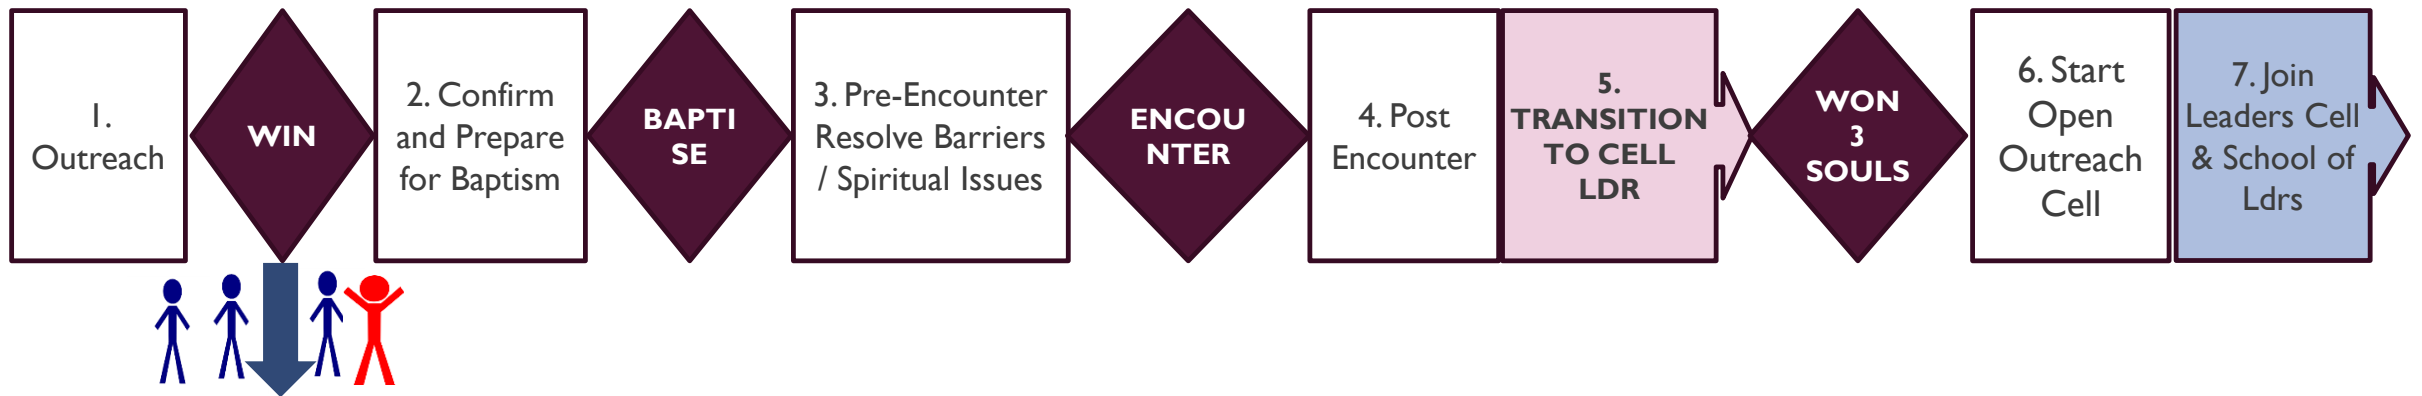 1.
Outreach
WIN
2. Confirm
and Prepare
for Baptism
BAPTI
SE
3. Pre-Encounter
Resolve Barriers
/ Spiritual Issues
ENCOU
NTER
4. Post
Encounter
5.
TRANSITION
TO CELL
LDR
WON
3
SOULS
6. Start
Open
Outreach
Cell
7. Join
Leaders Cell
& School of
Ldrs